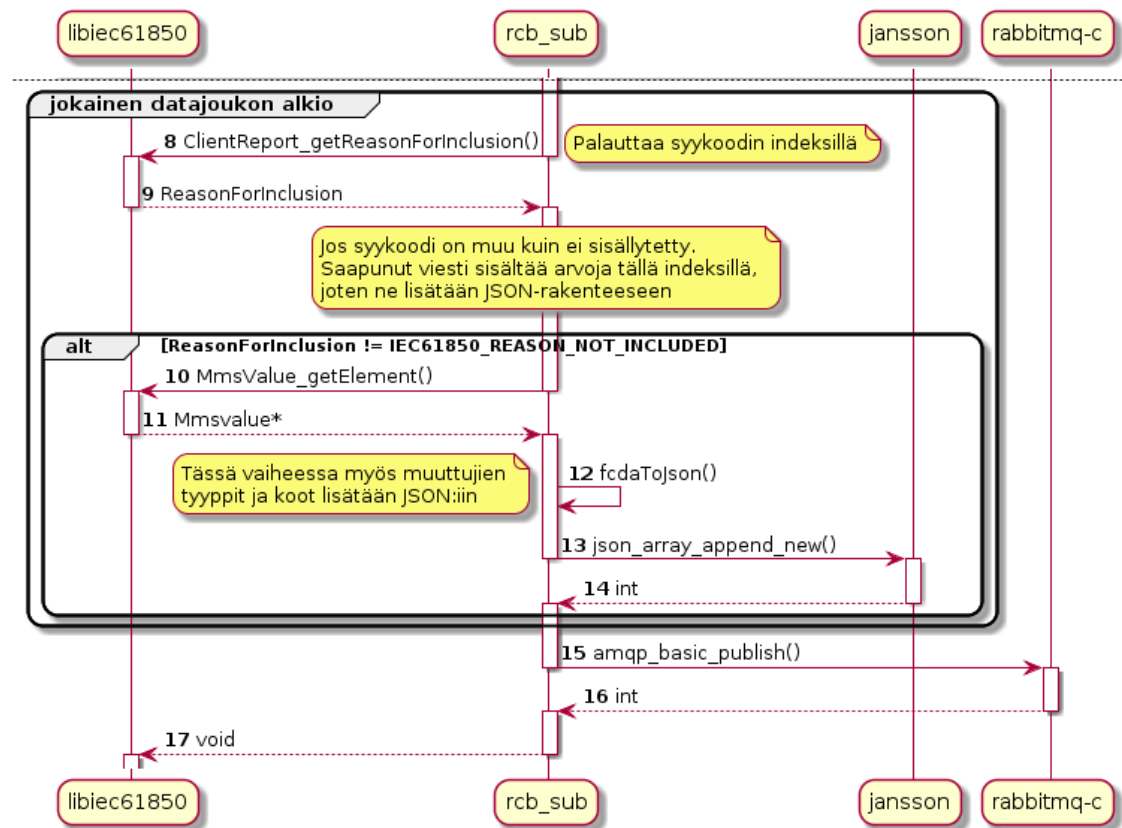 libiec61850 rcb_sub jansson rabbitmq-c
jokainen datajoukon alkio
8 ClientReport_getReasonForInclusion()
Palauttaa syykoodin indeksillä
9 ReasonForInclusion
Jos syykoodi on muu kuin ei sisällytetty.
Saapunut viesti sisältää arvoja tällä indeksillä,
joten ne lisätään JSON-rakenteeseen
alt [ReasonForInclusion != IEC61850_REASON_NOT_INCLUDED]
10 MmsValue_getElement()
11 Mmsvalue*
Tässä vaiheessa myös muuttujien
tyyppit ja koot lisätään JSON:iin
12 fcdaToJson()
13 json_array_append_new()
14 int
15 amqp_basic_publish()
16 int
17 void
libiec61850 rcb_sub jansson rabbitmq-c